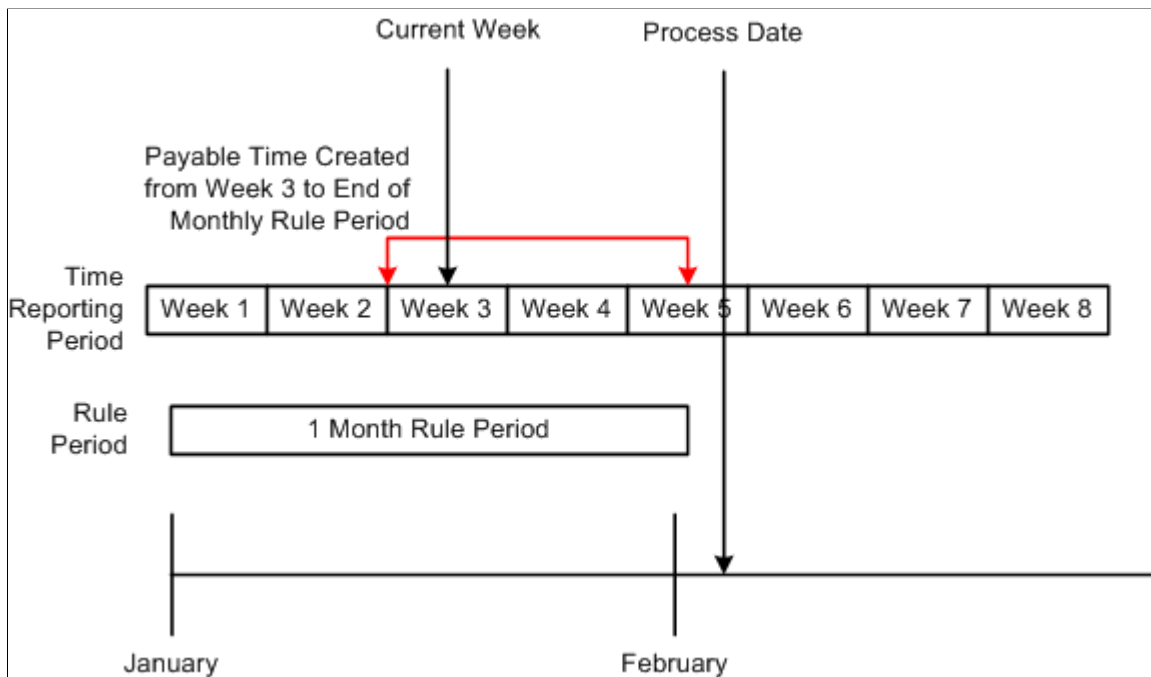 Current Week
Process Date
Payable Time Created
from Week 3 to End of
Monthly Rule Period
Time
Reporting
Period
Week 1 Week 2 Week 3 Week 4 Week 5 Week 6 Week 7 Week 8
Rule
Period
1 Month Rule Period
January
February